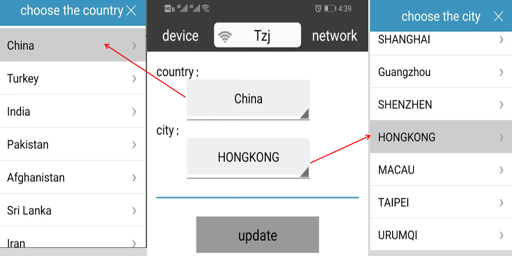 choose the country
China
Turkey
India
Pakistan
Afghanistan
Sri Lanka
Iran
4:39
device
Tzj
network
country :
China
city :
HONGKONG
update
choose the city
SHANGHAI
Guangzhou
SHENZHEN
HONGKONG
MACAU
TAIPEI
URUMQI